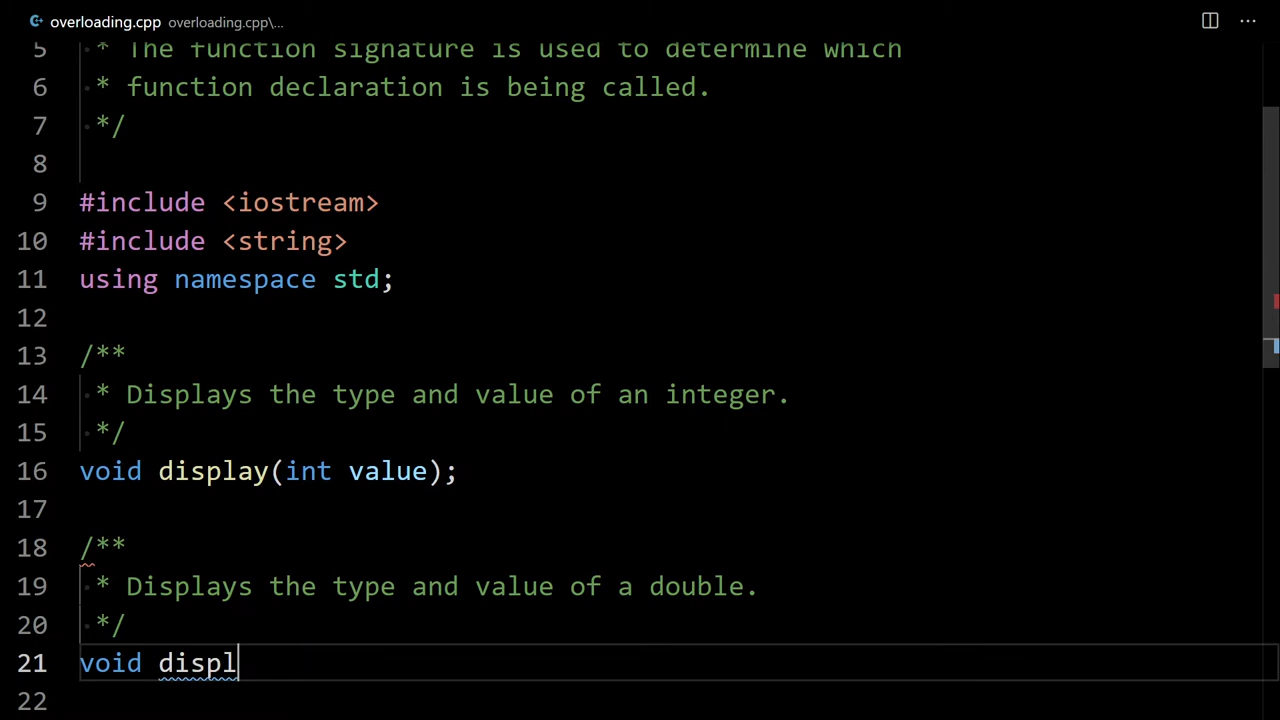 overloading.cpp overloading.cpp\...
5 * The function signature is used to determine which
6 * function declaration is being called.
7 */
8
9 #include <iostream>
10 #include <string>
11 using namespace std;
12
13 /**
14 * Displays the type and value of an integer.
15 */
16 void display(int value);
17
18 /**
19 * Displays the type and value of a double.
20 */
21 void displ
22